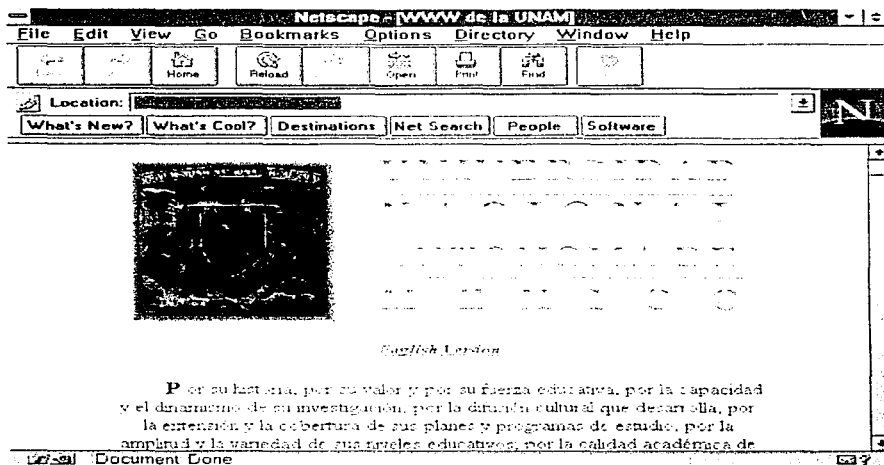 Netscape - [WWW de la UNAM]
File Edit View Go Bookmarks Options Directory Window Help
Home Reload Open Print Find
Location:
What's New? What's Cool? Destinations Net Search People Software
N
English Version
Por su historia, por su valor y por su fuerza educativa, por la capacidad
y el dinamismo de su investigación, por la difusión cultural que desarrolla, por
la extensión y la cobertura de sus planes y programas de estudio, por la
amplitud y la variedad de sus niveles educativos, por la calidad académica de
Document Done